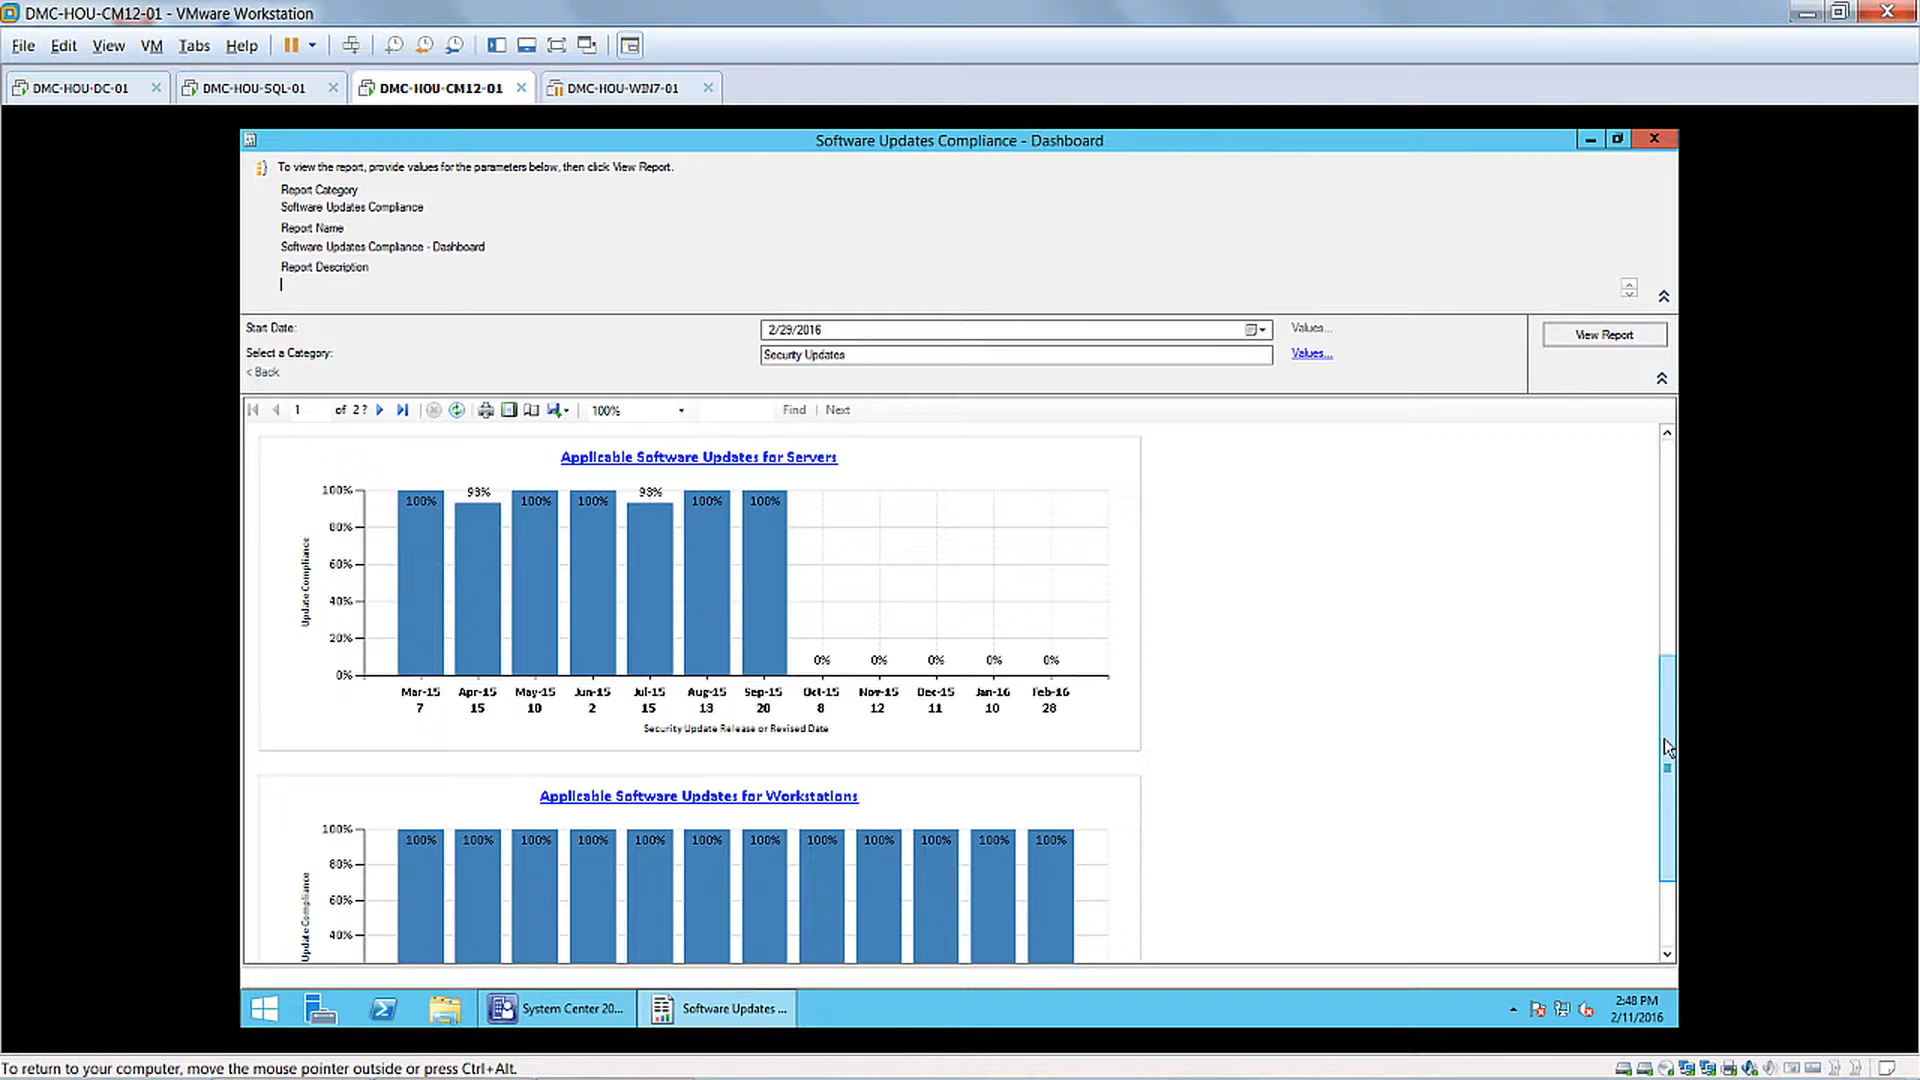 DMC-HOU-CM12-01 - VMware Workstation
File Edit View VM Tabs Help
DMC-HOU-DC-01 DMC-HOU-SQL-01 DMC-HOU-CM12-01 DMC-HOU-WIN7-01
Software Updates Compliance - Dashboard
To view the report, provide values for the parameters below, then click View Report.
Report Category
Software Updates Compliance
Report Name
Software Updates Compliance - Dashboard
Report Description
Start Date: 2/29/2016 Values... View Report
Select a Category: Security Updates Values...
< Back
1 of 2? 100% Find | Next
Applicable Software Updates for Servers
100% 100% 93% 100% 100% 93% 100% 100%
80%
60%
40%
20%
0% 0% 0% 0% 0% 0%
Update Compliance
Mar-15 Apr-15 May-15 Jun-15 Jul-15 Aug-15 Sep-15 Oct-15 Nov-15 Dec-15 Jan-16 Feb-16
7 15 10 2 15 13 20 8 12 11 10 28
Security Update Release or Revised Date
Applicable Software Updates for Workstations
100% 100% 100% 100% 100% 100% 100% 100% 100% 100% 100% 100% 100%
80%
60%
40%
Update Compliance
System Center 20... Software Updates ... 2:48 PM
2/11/2016
To return to your computer, move the mouse pointer outside or press Ctrl+Alt.